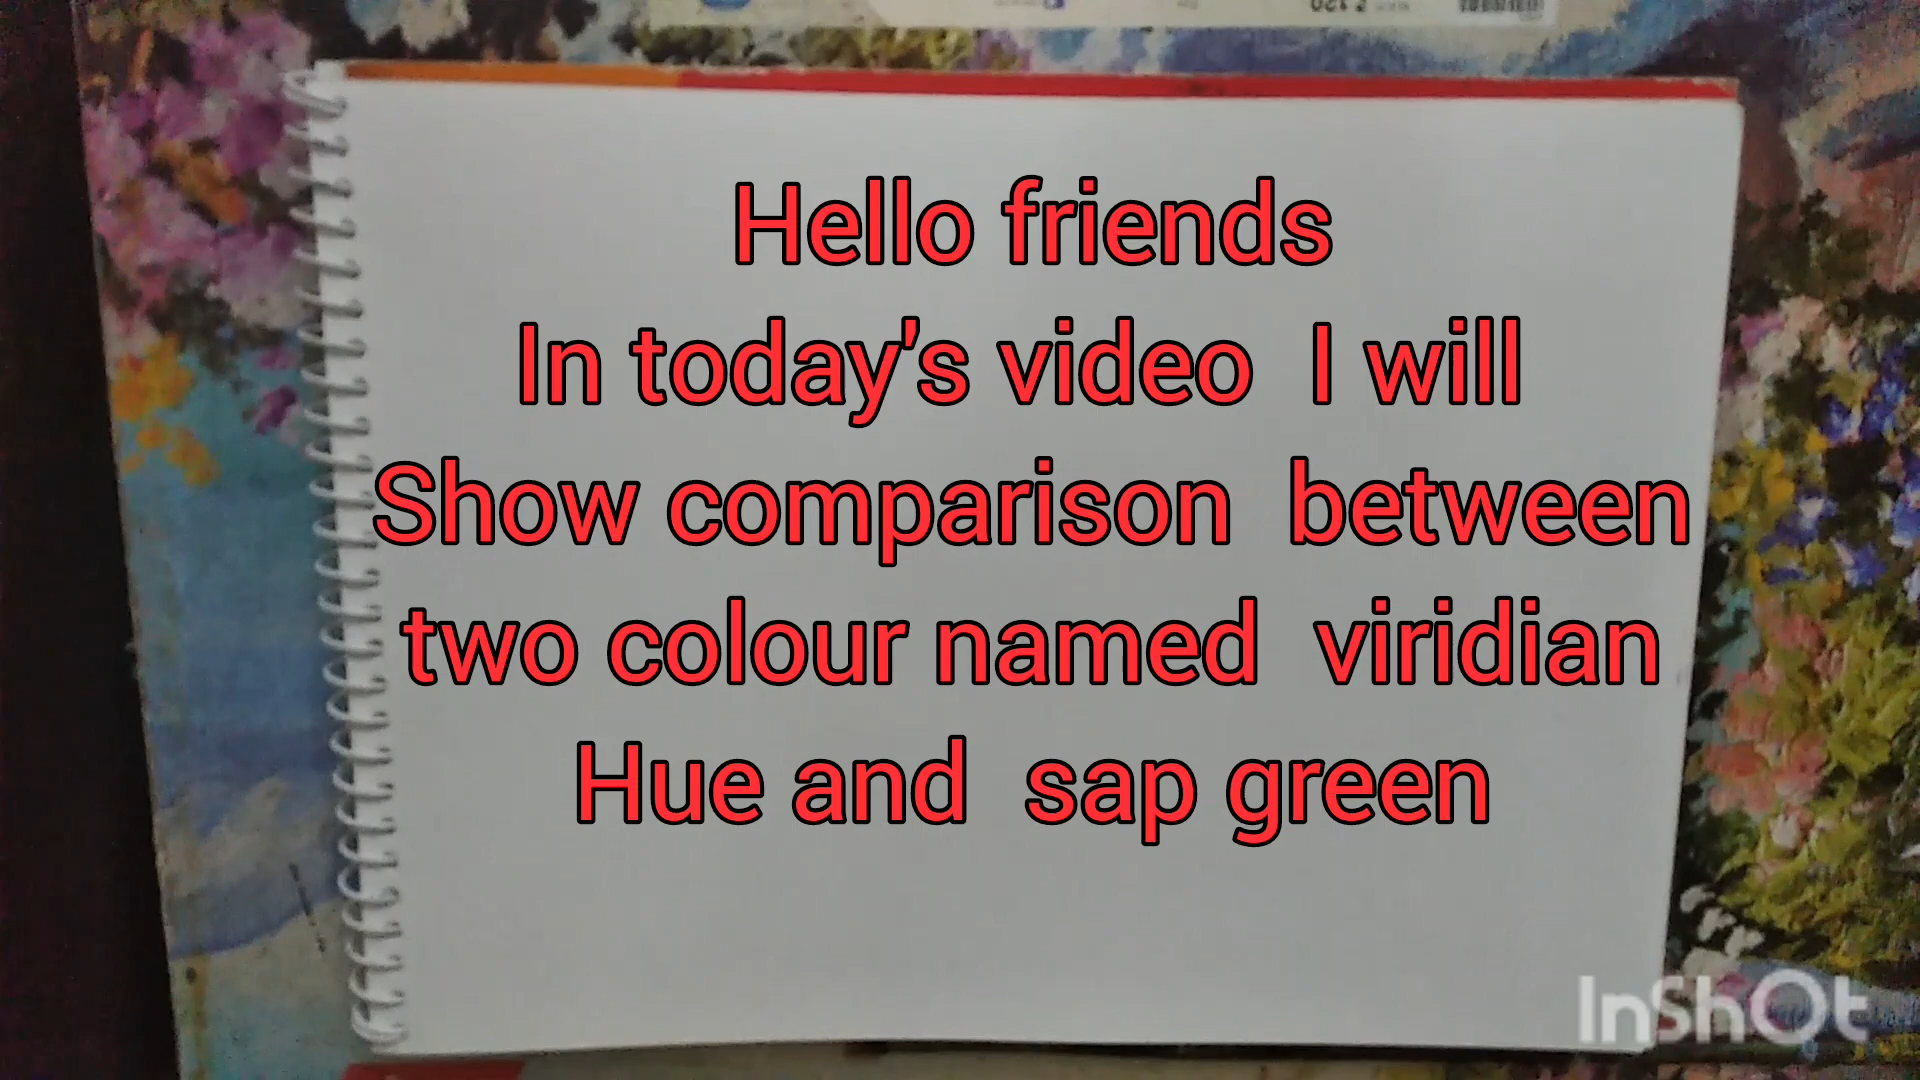 Hello friends
In today's video I will
Show comparison between
two colour named viridian
Hue and sap green
InShOt